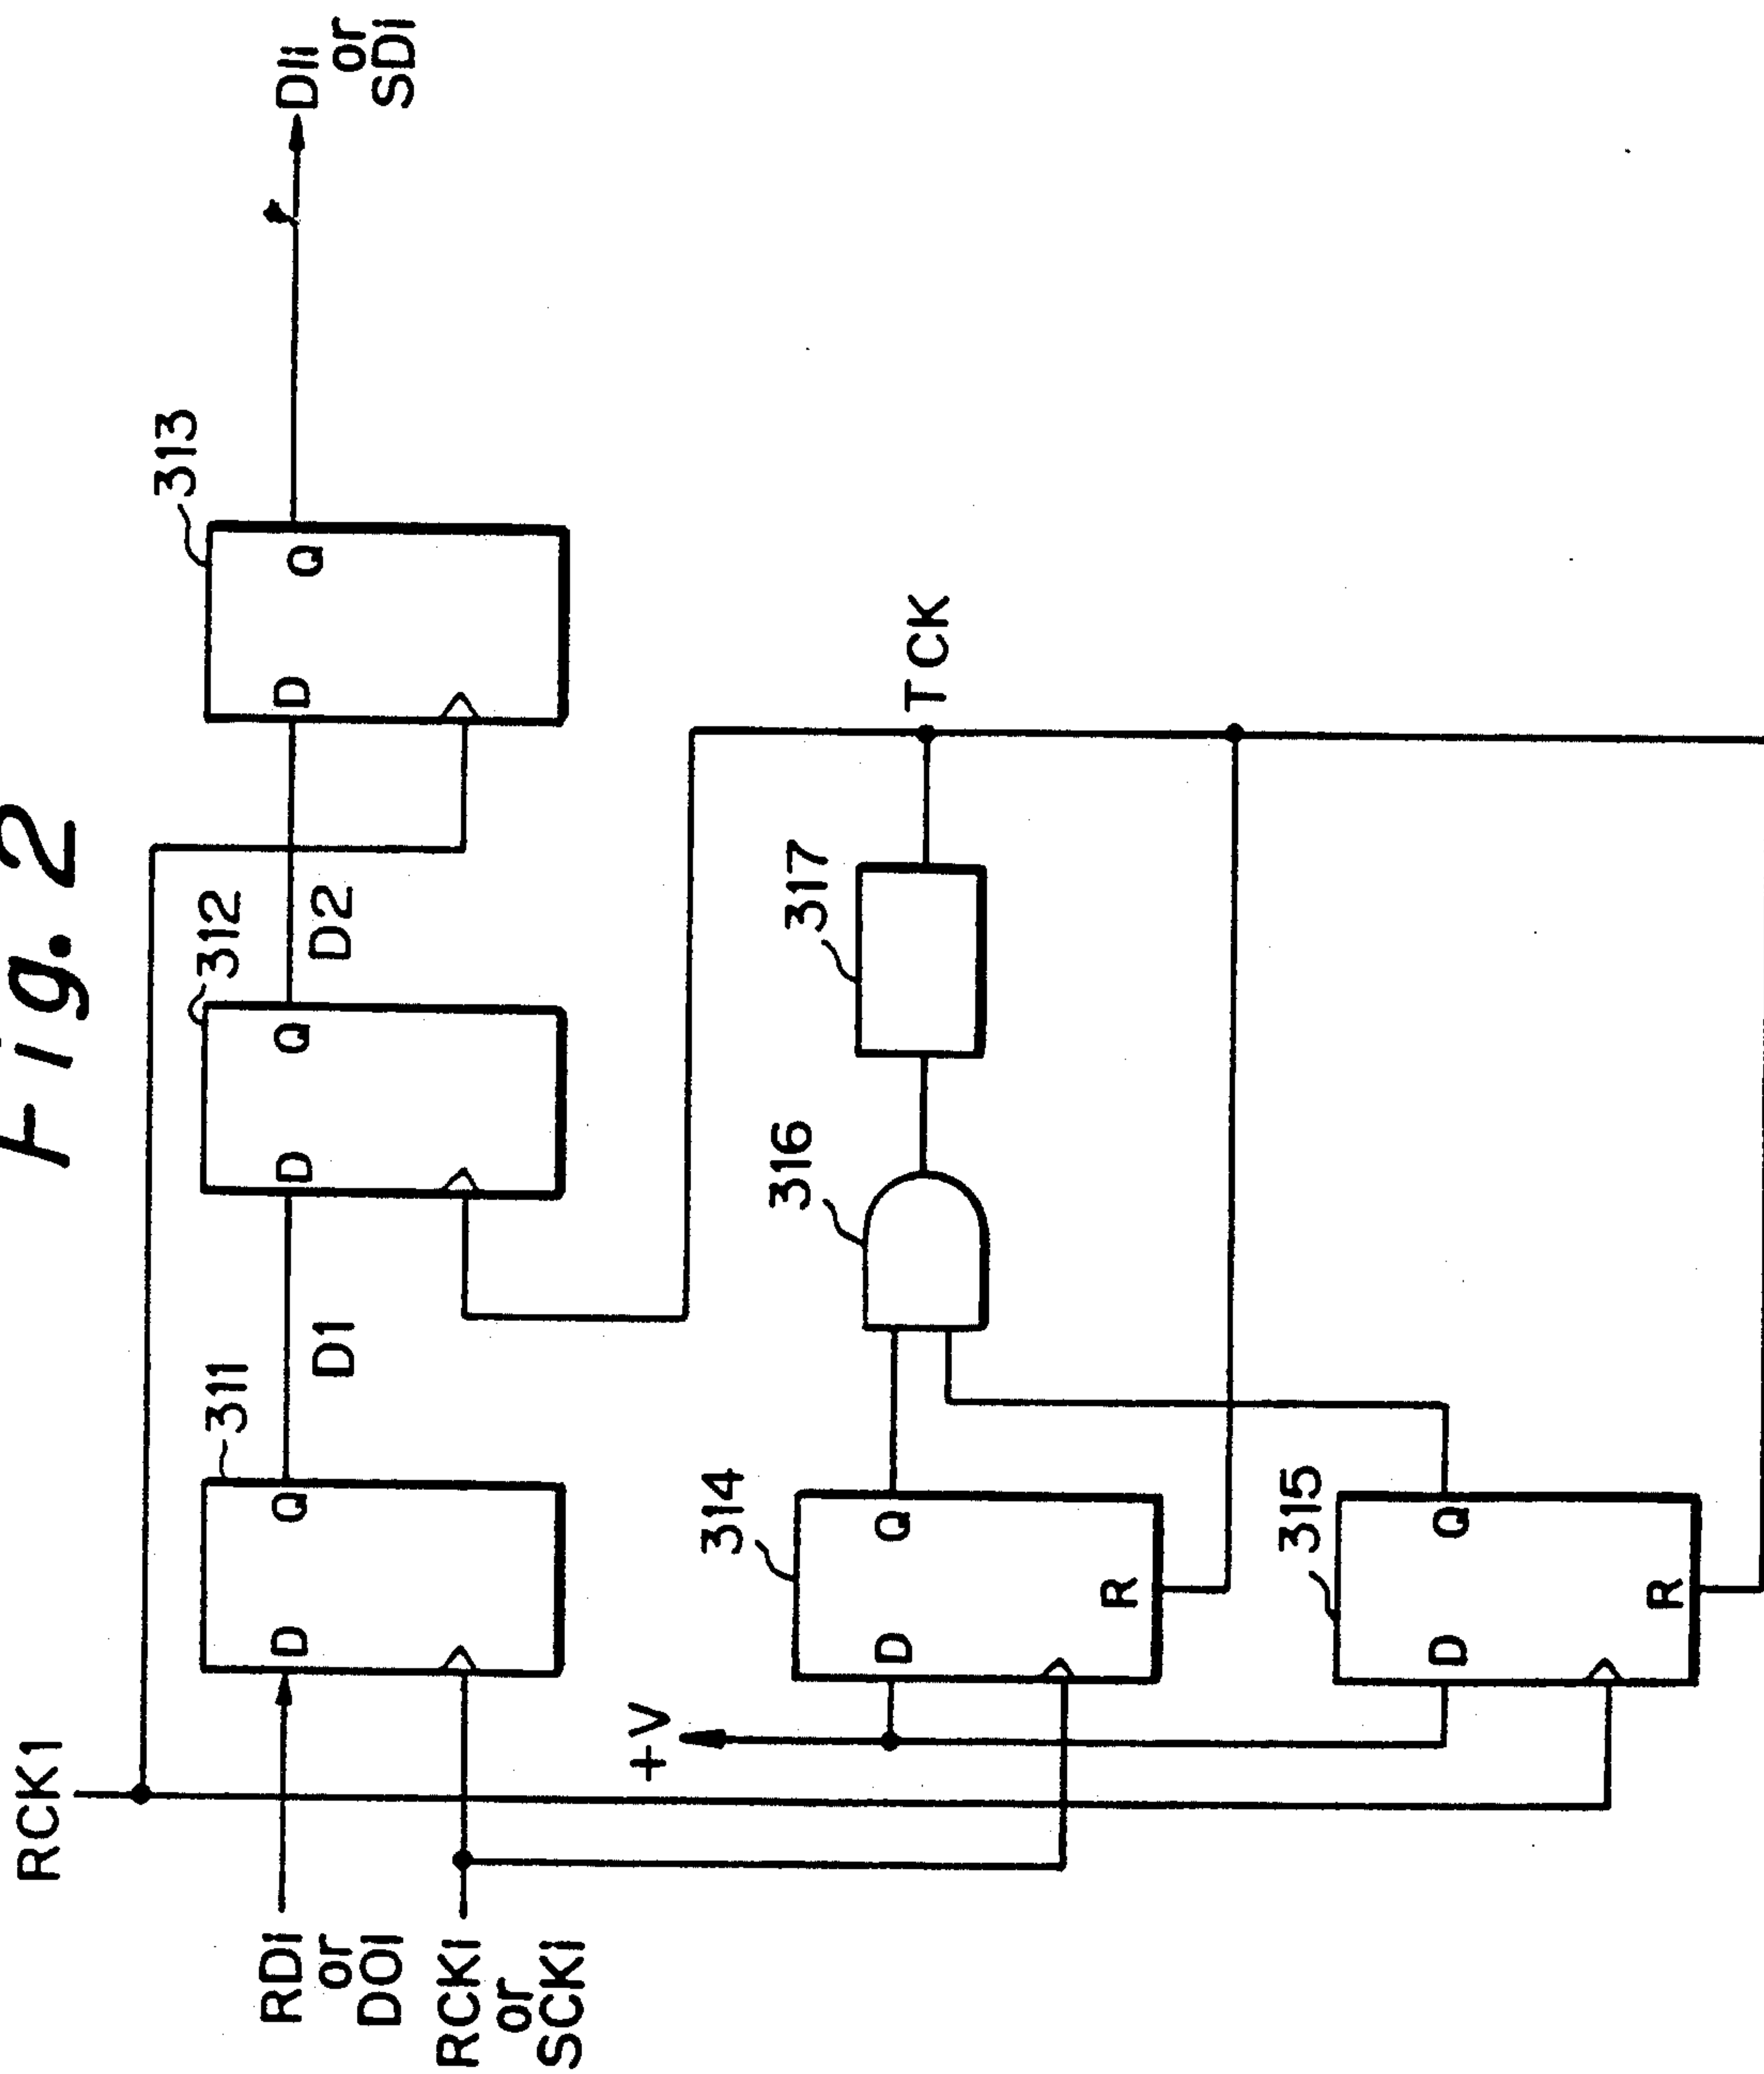 Fig. 2
RCK1
RDi
or
DOi
D
Q
311
D1
D
Q
312
D2
D
Q
313
DIi
or
SDi
RCKi
or
SCKi
+V
D
Q
R
314
316
317
TCK
D
Q
R
315